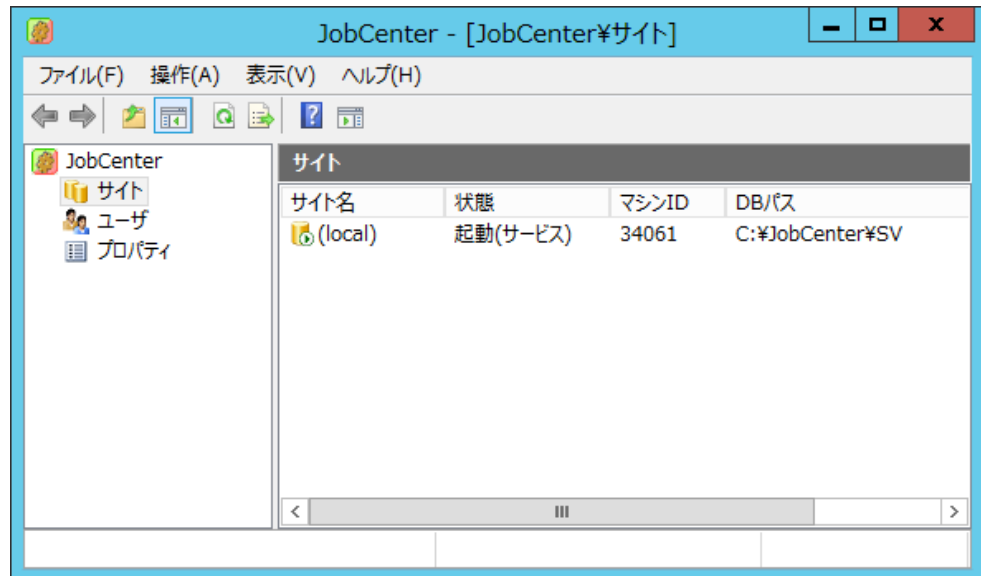 JobCenter - [JobCenter¥サイト]
ファイル(F) 操作(A) 表示(V) ヘルプ(H)
JobCenter
サイト
ユーザ
プロパティ
サイト
サイト名 状態 マシンID DBパス
(local) 起動(サービス) 34061 C:¥JobCenter¥SV